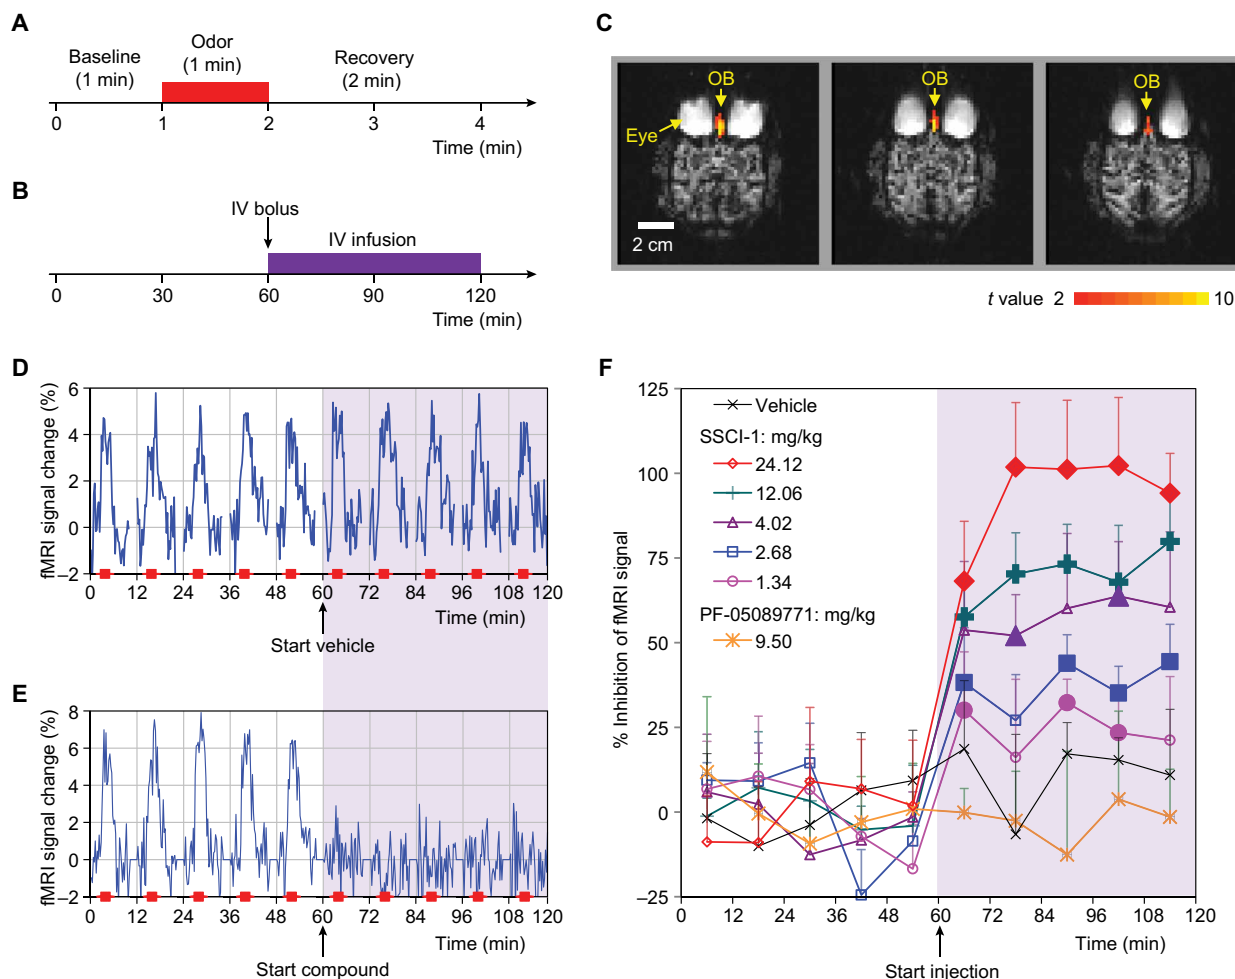 A
Baseline
(1 min)
Odor
(1 min)
Recovery
(2 min)
0 1 2 3 4
Time (min)
B
IV bolus
IV infusion
0 30 60 90 120
Time (min)
C
OB OB OB
Eye
2 cm
t value 2 10
D
fMRI signal change (%)
6
4
2
0
–2
0 12 24 36 48 60 72 84 96 108 120
Time (min)
Start vehicle
E
fMRI signal change (%)
8
6
4
2
0
–2
0 12 24 36 48 60 72 84 96 108 120
Time (min)
Start compound
F
% Inhibition of fMRI signal
125
100
75
50
25
0
–25
Vehicle
SSCI-1: mg/kg
24.12
12.06
4.02
2.68
1.34
PF-05089771: mg/kg
9.50
0 12 24 36 48 60 72 84 96 108 120
Time (min)
Start injection